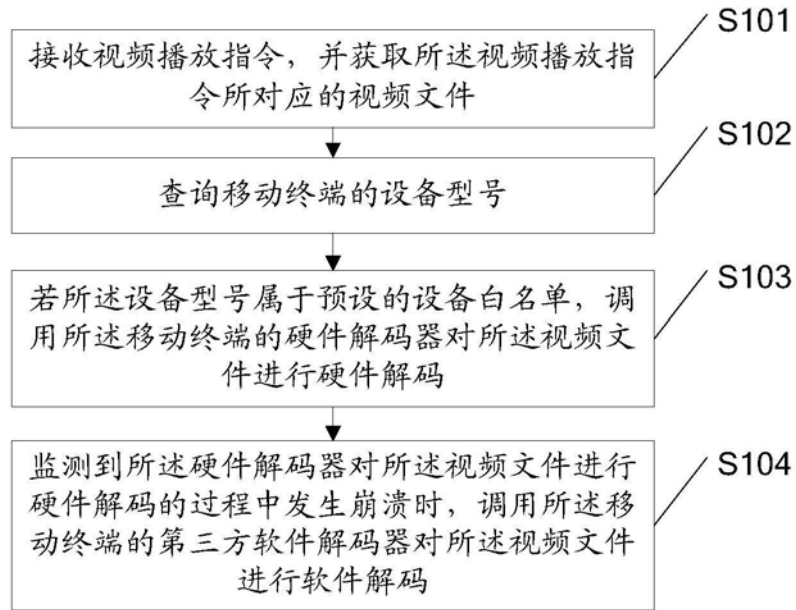 S101
接收视频播放指令，并获取所述视频播放指
令所对应的视频文件
S102
查询移动终端的设备型号
S103
若所述设备型号属于预设的设备白名单，调
用所述移动终端的硬件解码器对所述视频文
件进行硬件解码
S104
监测到所述硬件解码器对所述视频文件进行
硬件解码的过程中发生崩溃时，调用所述移
动终端的第三方软件解码器对所述视频文件
进行软件解码